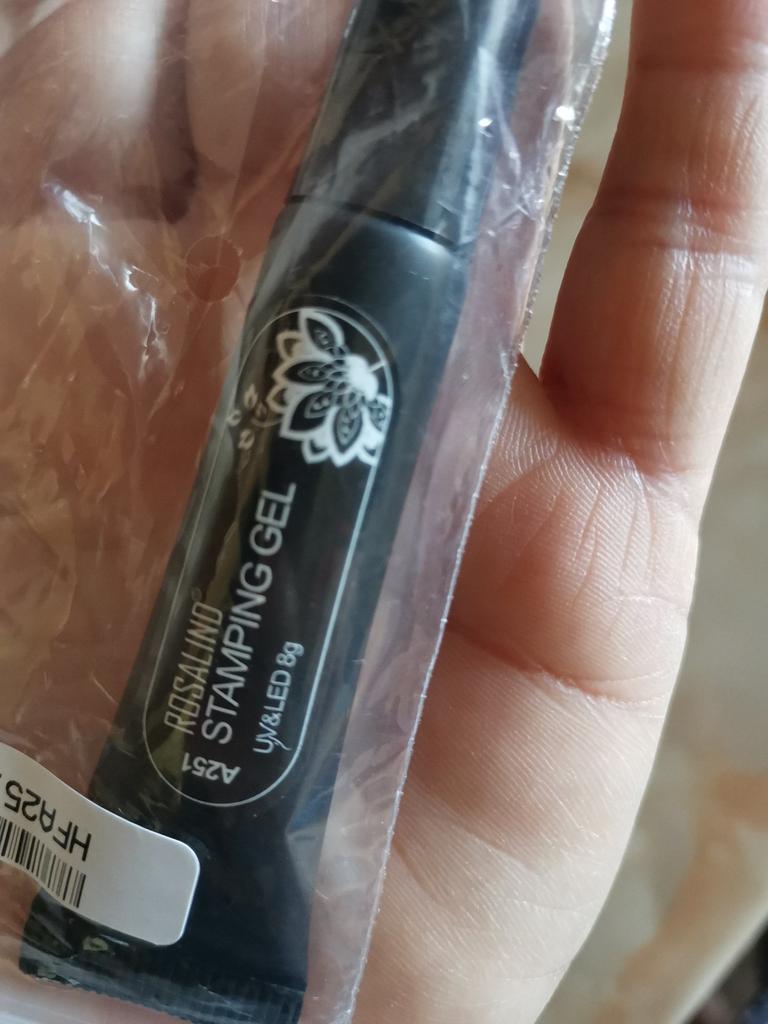 ROSALIND®
STAMPING GEL
UV&LED 8g
A251
HFA25